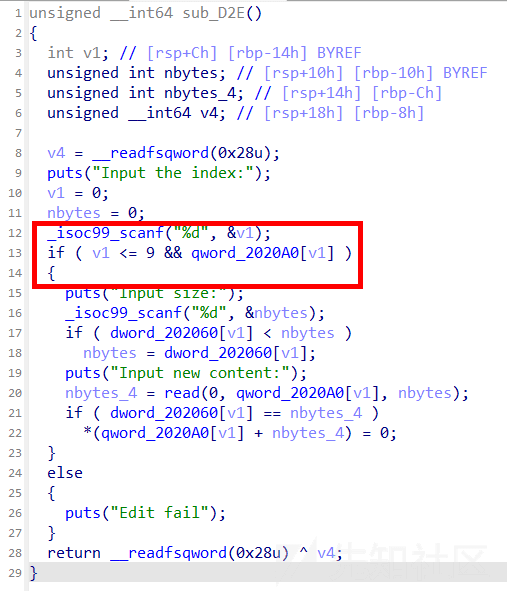 1 unsigned __int64 sub_D2E()
2 {
3 int v1; // [rsp+Ch] [rbp-14h] BYREF
4 unsigned int nbytes; // [rsp+10h] [rbp-10h] BYREF
5 unsigned int nbytes_4; // [rsp+14h] [rbp-Ch]
6 unsigned __int64 v4; // [rsp+18h] [rbp-8h]
7
8 v4 = __readfsqword(0x28u);
9 puts("Input the index:");
10 v1 = 0;
11 nbytes = 0;
12 _isoc99_scanf("%d", &v1);
13 if ( v1 <= 9 && qword_2020A0[v1] )
14 {
15 puts("Input size:");
16 _isoc99_scanf("%d", &nbytes);
17 if ( dword_202060[v1] < nbytes )
18 nbytes = dword_202060[v1];
19 puts("Input new content:");
20 nbytes_4 = read(0, qword_2020A0[v1], nbytes);
21 if ( dword_202060[v1] == nbytes_4 )
22 *(qword_2020A0[v1] + nbytes_4) = 0;
23 }
24 else
25 {
26 puts("Edit fail");
27 }
28 return __readfsqword(0x28u) ^ v4;
29 }
先知社区